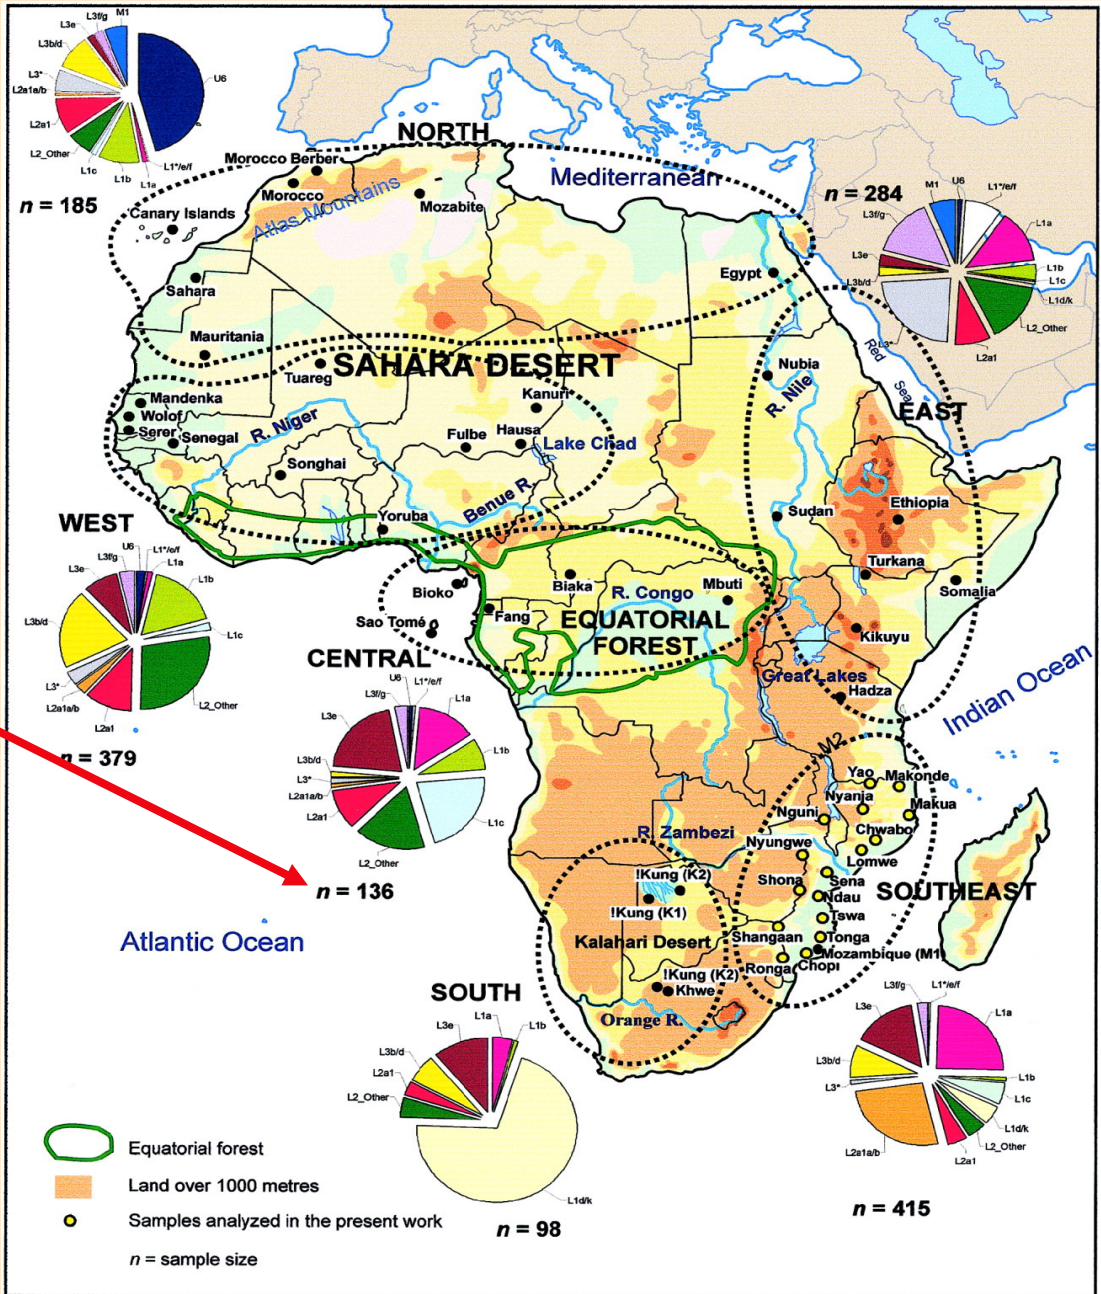 L3e
L3f/g
M1
L3b/d
U6
L3*
L2a1a/b
L2a1
L2_Other
L1c
L1b
L1a
L1*/e/f
n = 185
NORTH
Morocco Berber
Morocco
Atlas Mountains
Mozabite
Mediterranean
Canary Islands
Sahara
Egypt
n = 284
M1
U6
L1*/e/f
L3f/g
L1a
L3e
L1b
L3b/d
L1c
L1d/k
L2_Other
L3*
L2a1
Mauritania
Tuareg
SAHARA DESERT
Nubia
Red
Sea
R. Nile
EAST
Mandenka
Wolof
Serer
Senegal
R. Niger
Kanuri
Fulbe
Hausa
Lake Chad
Songhai
Benue R.
Yoruba
Sudan
Ethiopia
Turkana
Somalia
WEST
U6
L3f/g
L1*/e/f
L1a
L3e
L1b
L3b/d
L1c
L3*
L2a1a/b
L2a1
L2_Other
n = 379
Bioko
Biaka
R. Congo
Mbuti
Fang
Sao Tomé
EQUATORIAL
FOREST
Kikuyu
Great Lakes
Hadza
Indian Ocean
CENTRAL
U6
L1*/e/f
L3f/g
L1a
L3e
L1b
L3b/d
L3*
L2a1a/b
L2a1
L1c
L2_Other
n = 136
M2
Yao
Makonde
Nyanja
Makua
Nguni
Chwabo
R. Zambezi
Nyungwe
Lomwe
!Kung (K2)
Shona
Sena
SOUTHEAST
!Kung (K1)
Ndau
Tswa
Kalahari Desert
Shangaan
Tonga
Mozambique (M1)
!Kung (K2)
Ronga
Chopi
Khwe
Orange R.
Atlantic Ocean
SOUTH
L1a
L3e
L1b
L3b/d
L2a1
L2_Other
L1d/k
n = 98
L3f/g
L1*/e/f
L3e
L1a
L3b/d
L1b
L3*
L1c
L1d/k
L2a1a/b
L2_Other
L2a1
n = 415
Equatorial forest
Land over 1000 metres
Samples analyzed in the present work
n = sample size